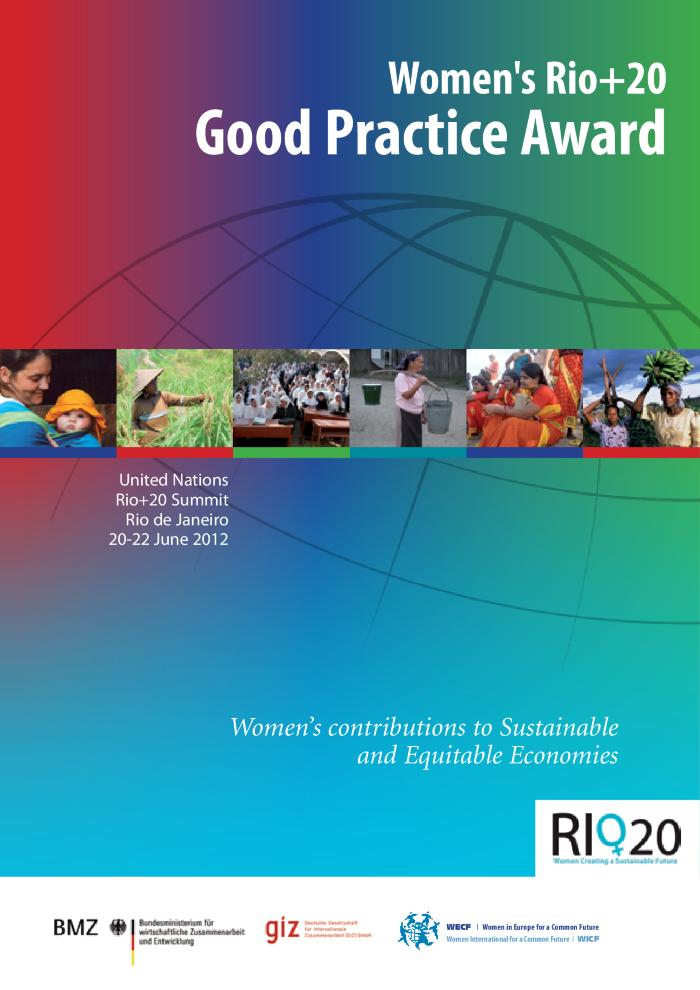 Women's Rio+20
Good Practice Award
United Nations
Rio+20 Summit
Rio de Janeiro
20-22 June 2012
Women’s contributions to Sustainable
and Equitable Economies
RIO20
Women Creating a Sustainable Future
BMZ
Bundesministerium für
wirtschaftliche Zusammenarbeit
und Entwicklung
giz
Deutsche Gesellschaft
für Internationale
Zusammenarbeit (GIZ) GmbH
WECF | Women in Europe for a Common Future
Women International for a Common Future | WICF